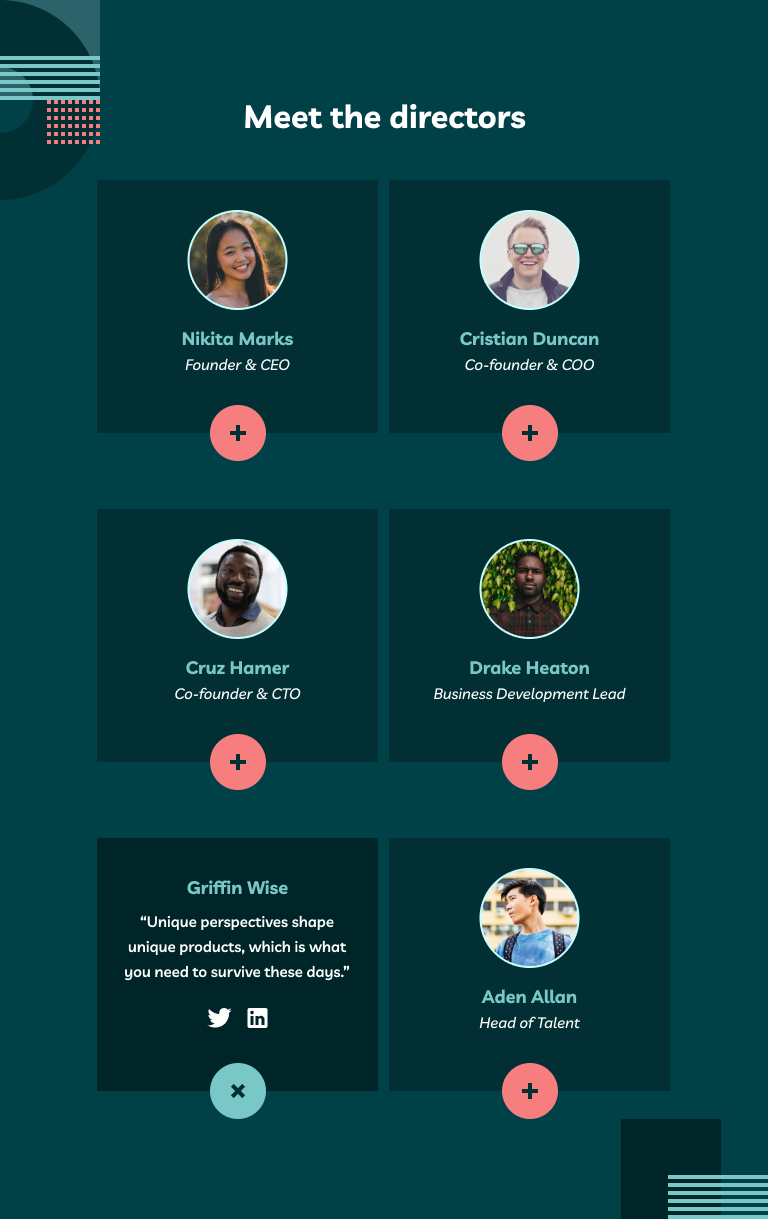 Meet the directors
Nikita Marks
Founder & CEO
Cristian Duncan
Co-founder & COO
Cruz Hamer
Co-founder & CTO
Drake Heaton
Business Development Lead
Griffin Wise
“Unique perspectives shape
unique products, which is what
you need to survive these days.”
Aden Allan
Head of Talent